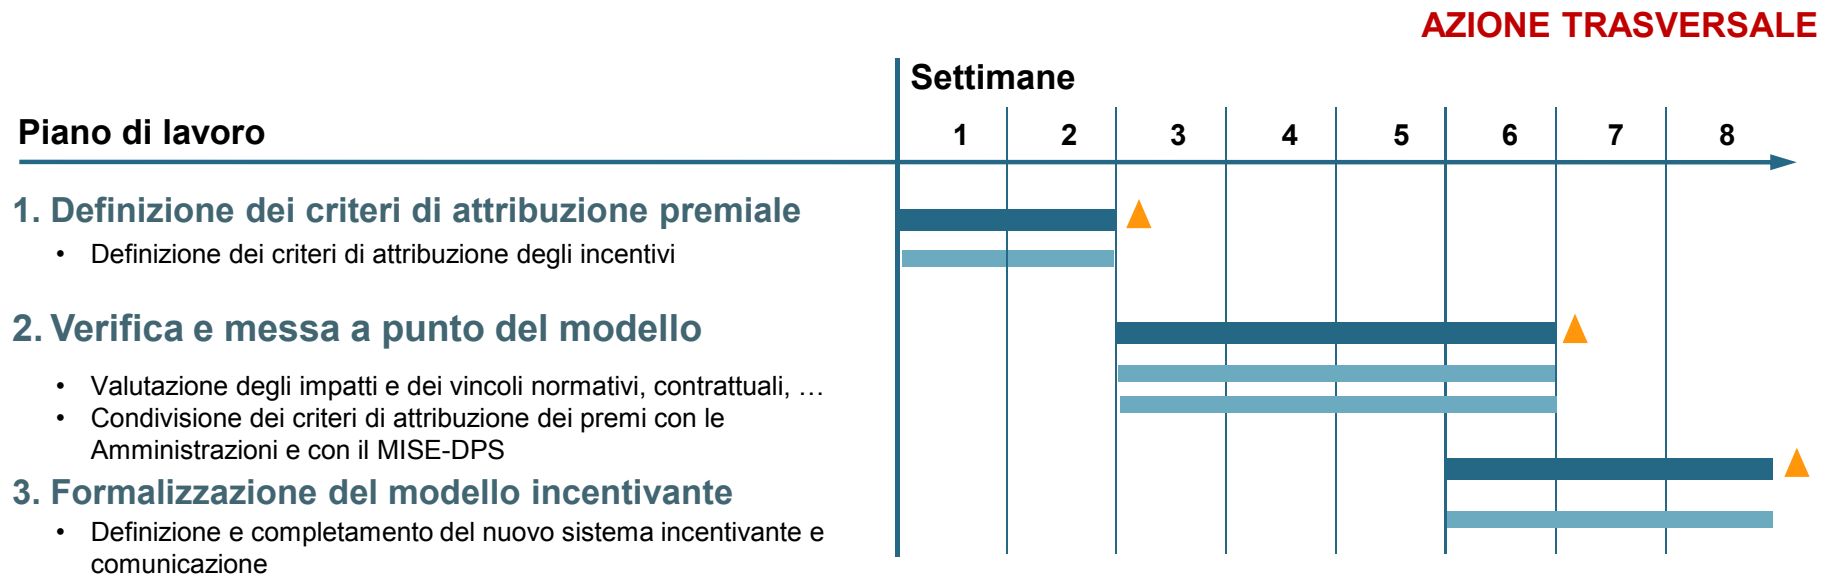 AZIONE TRASVERSALE
Settimane
Piano di lavoro
1 2 3 4 5 6 7 8
1. Definizione dei criteri di attribuzione premiale
• Definizione dei criteri di attribuzione degli incentivi
2. Verifica e messa a punto del modello
• Valutazione degli impatti e dei vincoli normativi, contrattuali, …
• Condivisione dei criteri di attribuzione dei premi con le
Amministrazioni e con il MISE-DPS
3. Formalizzazione del modello incentivante
• Definizione e completamento del nuovo sistema incentivante e
comunicazione